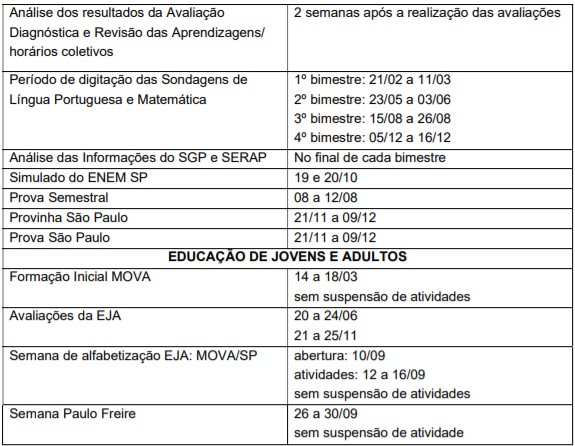 Análise dos resultados da Avaliação
Diagnóstica e Revisão das Aprendizagens/
horários coletivos
2 semanas após a realização das avaliações
Período de digitação das Sondagens de
Língua Portuguesa e Matemática
1º bimestre: 21/02 a 11/03
2º bimestre: 23/05 a 03/06
3º bimestre: 15/08 a 26/08
4º bimestre: 05/12 a 16/12
Análise das Informações do SGP e SERAP
No final de cada bimestre
Simulado do ENEM SP
19 e 20/10
Prova Semestral
08 a 12/08
Provinha São Paulo
21/11 a 09/12
Prova São Paulo
21/11 a 09/12
EDUCAÇÃO DE JOVENS E ADULTOS
Formação Inicial MOVA
14 a 18/03
sem suspensão de atividades
Avaliações da EJA
20 a 24/06
21 a 25/11
Semana de alfabetização EJA: MOVA/SP
abertura: 10/09
atividades: 12 a 16/09
sem suspensão de atividades
Semana Paulo Freire
26 a 30/09
sem suspensão de atividade